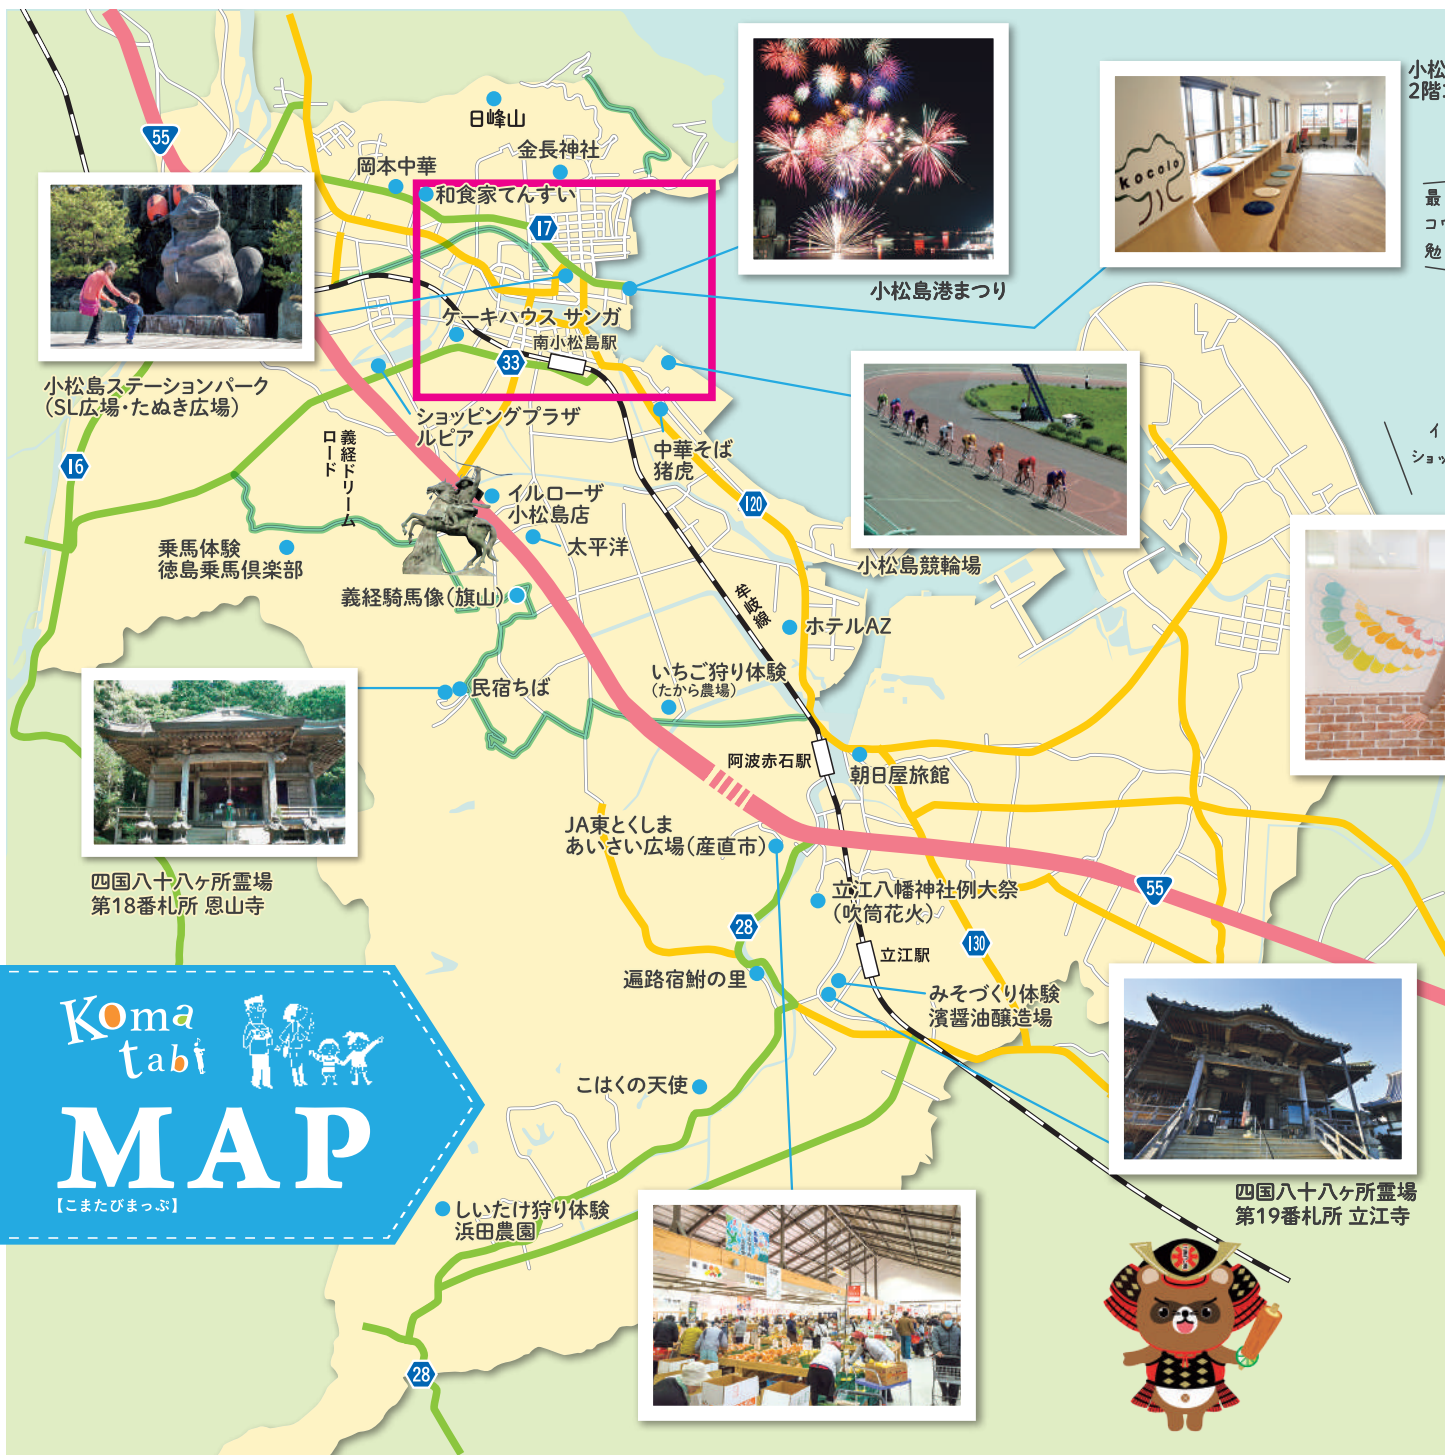 55
日峰山
岡本中華
金長神社
和食家てんすい
17
小松島港まつり
kocolo
小松
2階
最
コワ
勉
ケーキハウス サンガ
南小松島駅
33
小松島ステーションパーク
(SL広場・たぬき広場)
ショッピングプラザ
ルピア
義経ドリーム
ロード
16
中華そば
猪虎
120
イルローザ
小松島店
太平洋
乗馬体験
徳島乗馬倶楽部
義経騎馬像(旗山)
小松島競輪場
イ
ショッ
牟岐線
ホテルAZ
いちご狩り体験
(たから農場)
民宿ちば
阿波赤石駅
朝日屋旅館
JA東とくしま
あいさい広場(産直市)
四国八十八ヶ所霊場
第18番札所 恩山寺
立江八幡神社例大祭
(吹筒花火)
55
28
130
立江駅
遍路宿鮒の里
みそづくり体験
濱醤油醸造場
Koma
tabi
MAP
【こまたびまっぷ】
こはくの天使
しいたけ狩り体験
浜田農園
四国八十八ヶ所霊場
第19番札所 立江寺
28